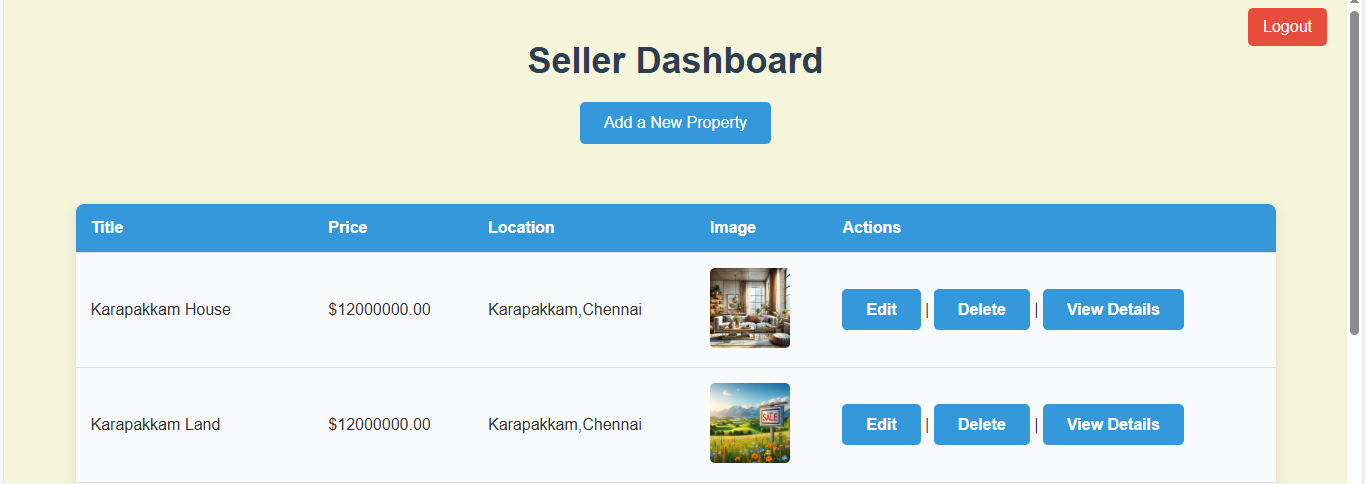 Logout
Seller Dashboard
Add a New Property
Title Price Location Image Actions
Karapakkam House $12000000.00 Karapakkam,Chennai Edit | Delete | View Details
SALE
Karapakkam Land $12000000.00 Karapakkam,Chennai Edit | Delete | View Details